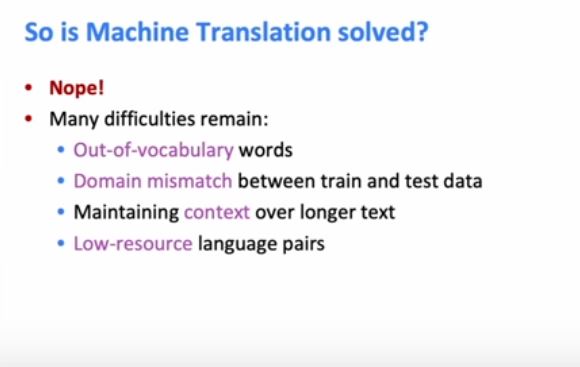 So is Machine Translation solved?
• Nope!
• Many difficulties remain:
• Out-of-vocabulary words
• Domain mismatch between train and test data
• Maintaining context over longer text
• Low-resource language pairs